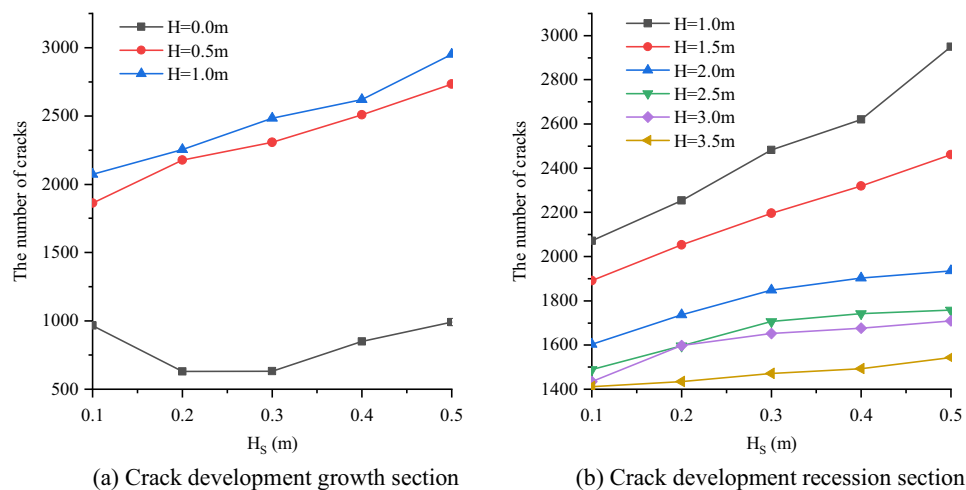 H=0.0m
H=0.5m
H=1.0m
3000
2500
2000
1500
1000
500
The number of cracks
0.1 0.2 0.3 0.4 0.5
H_S (m)
(a) Crack development growth section
H=1.0m
H=1.5m
H=2.0m
H=2.5m
H=3.0m
H=3.5m
3000
2800
2600
2400
2200
2000
1800
1600
1400
The number of cracks
0.1 0.2 0.3 0.4 0.5
H_S (m)
(b) Crack development recession section